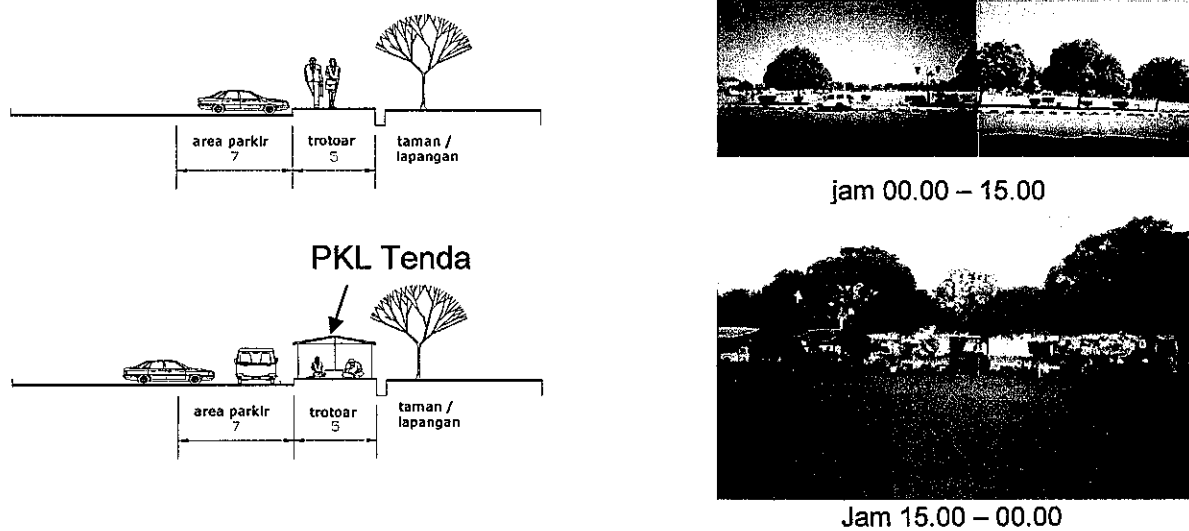 area parkir
7
trotoar
5
taman /
lapangan
jam 00.00 – 15.00
PKL Tenda
area parkir
7
trotoar
5
taman /
lapangan
Jam 15.00 – 00.00